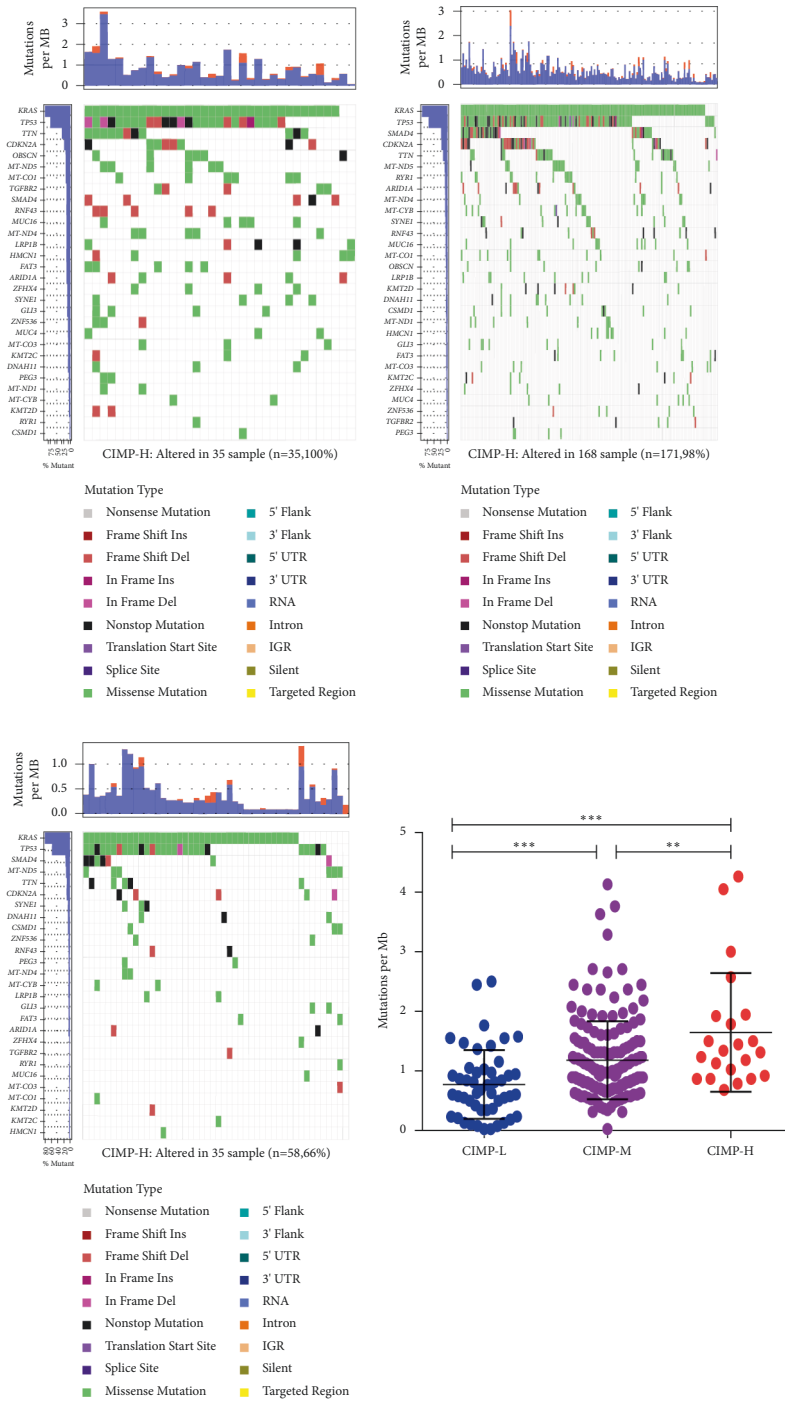 Mutations
per MB
3
2
1
0
KRAS
TP53
TTN
CDKN2A
OBSCN
MT-ND5
MT-CO1
TGFBR2
SMAD4
RNF43
MUC16
MT-ND4
LRP1B
HMCN1
FAT3
ARID1A
ZFHX4
SYNE1
GLI3
ZNF536
MUC4
MT-CO3
KMT2C
DNAH11
PEG3
MT-ND1
MT-CYB
KMT2D
RYR1
CSMD1
75 50 25 0
% Mutant
CIMP-H: Altered in 35 sample (n=35,100%)
Mutation Type
Nonsense Mutation
Frame Shift Ins
Frame Shift Del
In Frame Ins
In Frame Del
Nonstop Mutation
Translation Start Site
Splice Site
Missense Mutation
5' Flank
3' Flank
5' UTR
3' UTR
RNA
Intron
IGR
Silent
Targeted Region
Mutations
per MB
3
2
1
0
KRAS
TP53
SMAD4
CDKN2A
TTN
MT-ND5
RYR1
ARID1A
MT-ND4
MT-CYB
SYNE1
RNF43
MUC16
MT-CO1
OBSCN
LRP1B
KMT2D
DNAH11
CSMD1
MT-ND1
HMCN1
GLI3
FAT3
MT-CO3
KMT2C
ZFHX4
MUC4
ZNF536
TGFBR2
PEG3
75 50 25 0
% Mutant
CIMP-H: Altered in 168 sample (n=171,98%)
Mutation Type
Nonsense Mutation
Frame Shift Ins
Frame Shift Del
In Frame Ins
In Frame Del
Nonstop Mutation
Translation Start Site
Splice Site
Missense Mutation
5' Flank
3' Flank
5' UTR
3' UTR
RNA
Intron
IGR
Silent
Targeted Region
Mutations
per MB
1.0
0.5
0.0
KRAS
TP53
SMAD4
MT-ND5
TTN
CDKN2A
SYNE1
DNAH11
CSMD1
ZNF536
RNF43
PEG3
MT-ND4
MT-CYB
LRP1B
GLI3
FAT3
ARID1A
ZFHX4
TGFBR2
RYR1
MUC16
MT-CO3
MT-CO1
KMT2D
KMT2C
HMCN1
80 60 40 20 0
% Mutant
CIMP-H: Altered in 35 sample (n=58,66%)
Mutation Type
Nonsense Mutation
Frame Shift Ins
Frame Shift Del
In Frame Ins
In Frame Del
Nonstop Mutation
Translation Start Site
Splice Site
Missense Mutation
5' Flank
3' Flank
5' UTR
3' UTR
RNA
Intron
IGR
Silent
Targeted Region
***
*** **
Mutations per Mb
5
4
3
2
1
0
CIMP-L CIMP-M CIMP-H